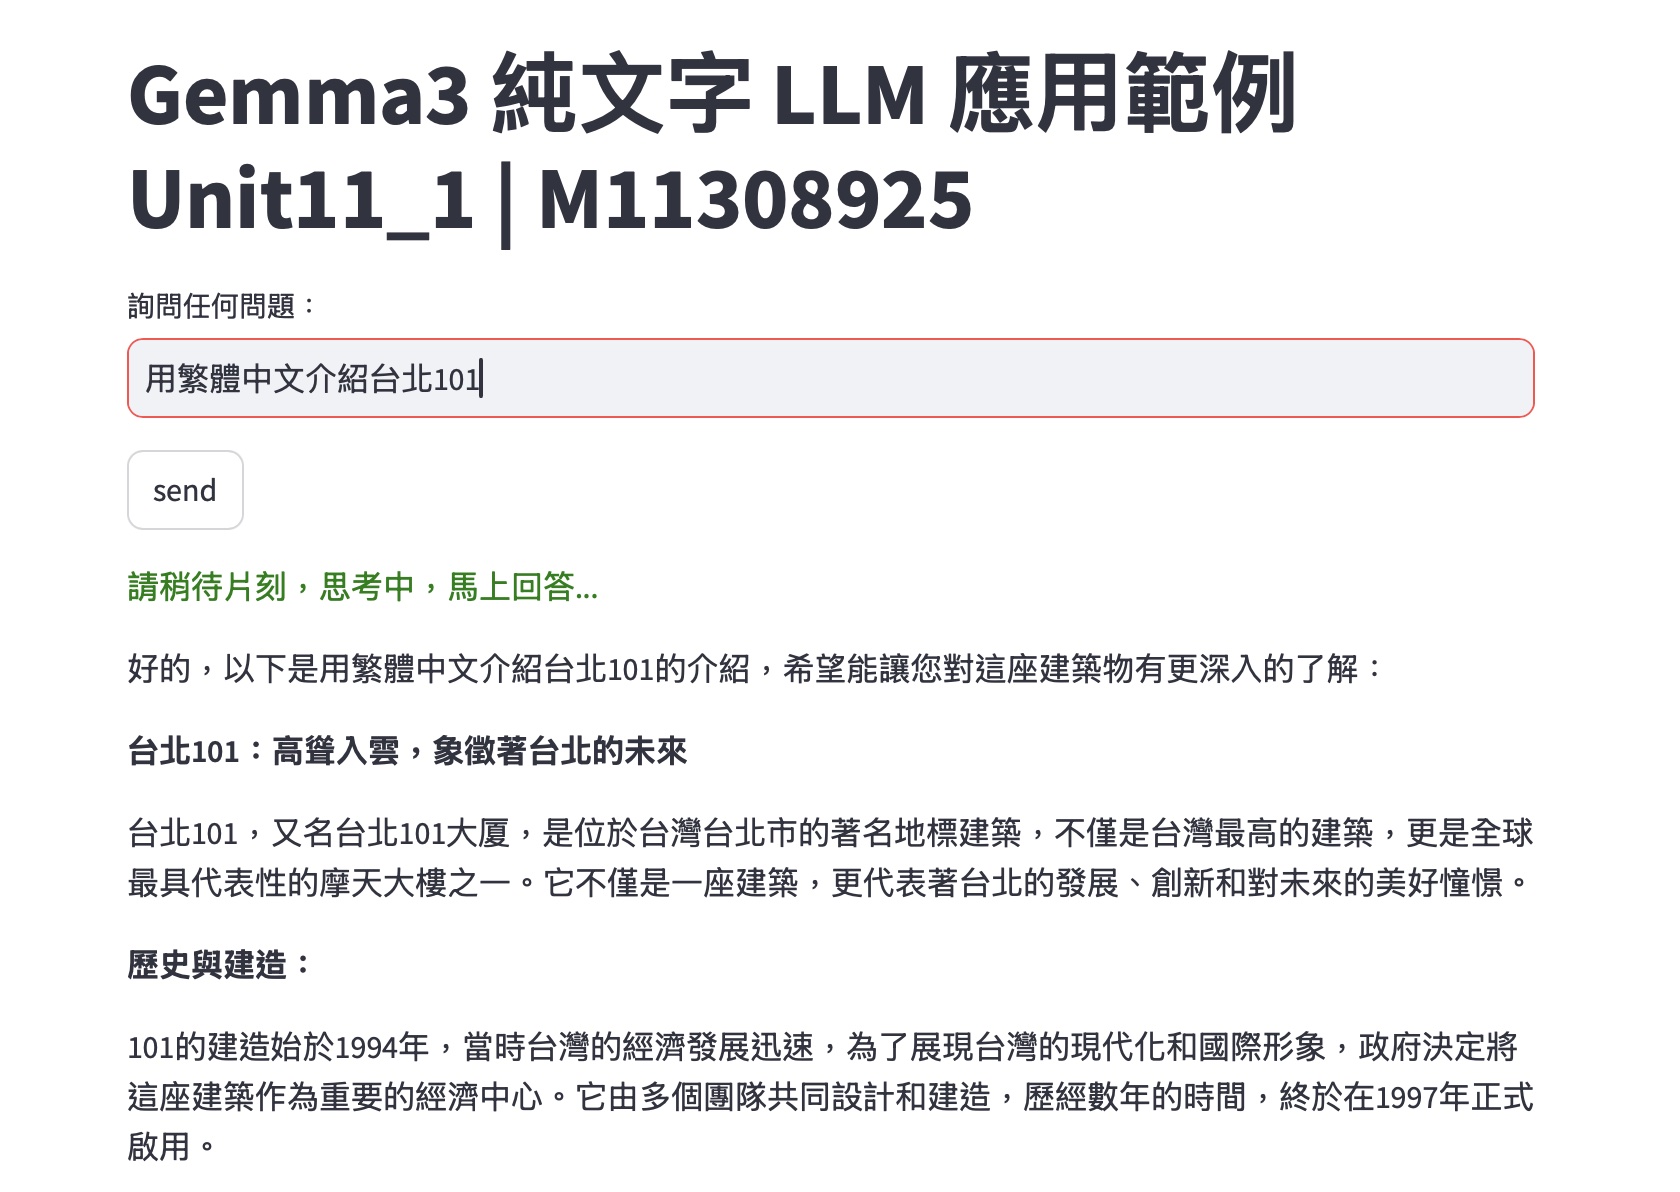 Gemma3 純文字 LLM 應用範例
Unit11_1 | M11308925
詢問任何問題：
用繁體中文介紹台北101
send
請稍待片刻，思考中，馬上回答...
好的，以下是用繁體中文介紹台北101的介紹，希望能讓您對這座建築物有更深入的了解：
台北101：高聳入雲，象徵著台北的未來
台北101，又名台北101大厦，是位於台灣台北市的著名地標建築，不僅是台灣最高的建築，更是全球
最具代表性的摩天大樓之一。它不僅是一座建築，更代表著台北的發展、創新和對未來的美好憧憬。
歷史與建造：
101的建造始於1994年，當時台灣的經濟發展迅速，為了展現台灣的現代化和國際形象，政府決定將
這座建築作為重要的經濟中心。它由多個團隊共同設計和建造，歷經數年的時間，終於在1997年正式
啟用。